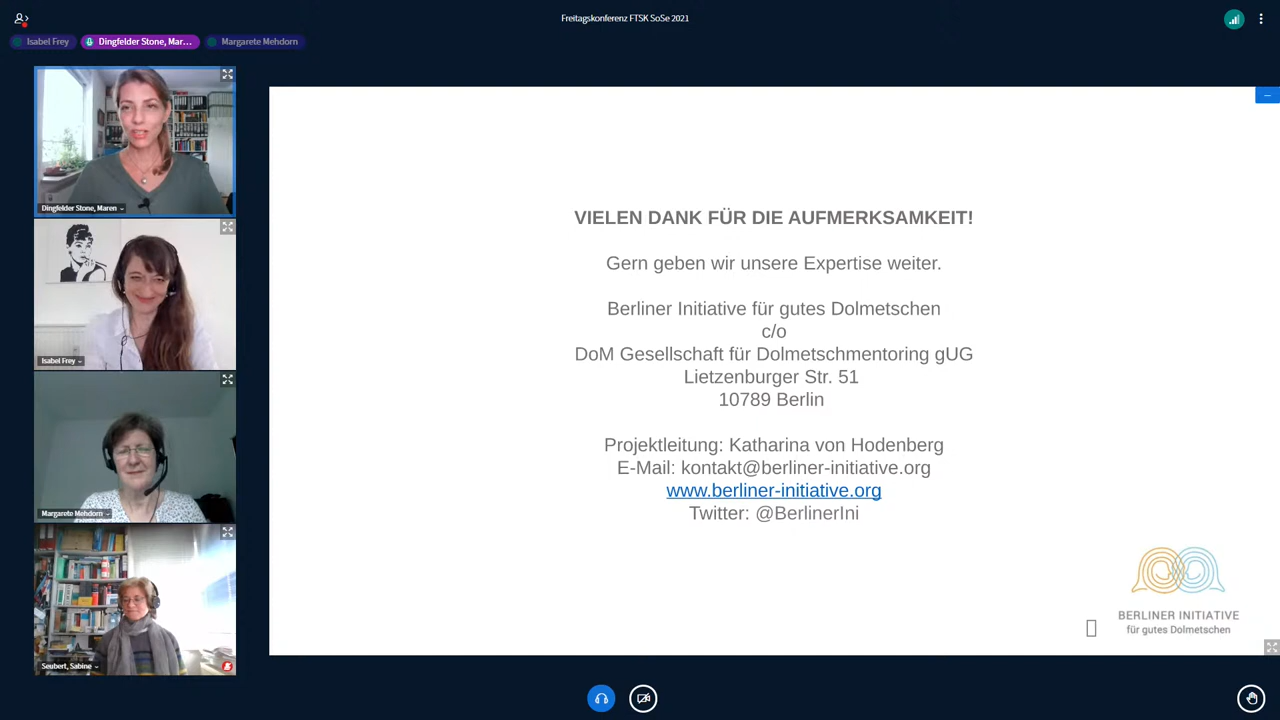 Freitagskonferenz FTSK SoSe 2021
Isabel Frey
Dingfelder Stone, Mar...
Margarete Mehdorn
Dingfelder Stone, Maren
Isabel Frey
Margarete Mehdorn
Seubert, Sabine
VIELEN DANK FÜR DIE AUFMERKSAMKEIT!
Gern geben wir unsere Expertise weiter.
Berliner Initiative für gutes Dolmetschen
c/o
DoM Gesellschaft für Dolmetschmentoring gUG
Lietzenburger Str. 51
10789 Berlin
Projektleitung: Katharina von Hodenberg
E-Mail: kontakt@berliner-initiative.org
www.berliner-initiative.org
Twitter: @BerlinerIni
BERLINER INITIATIVE
für gutes Dolmetschen